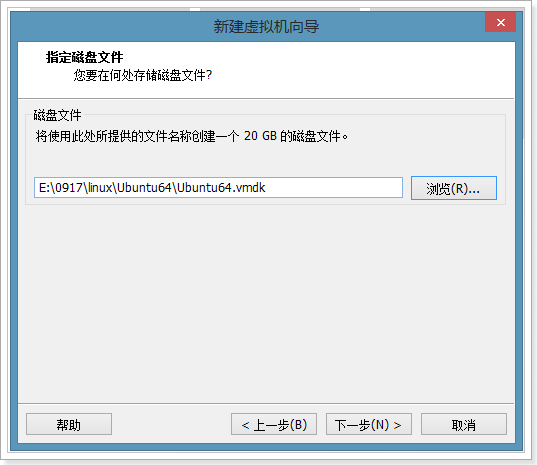 新建虚拟机向导
指定磁盘文件
您要在何处存储磁盘文件?
磁盘文件
将使用此处所提供的文件名称创建一个 20 GB 的磁盘文件。
E:\0917\linux\Ubuntu64\Ubuntu64.vmdk
浏览(R)...
帮助
< 上一步(B)
下一步(N) >
取消